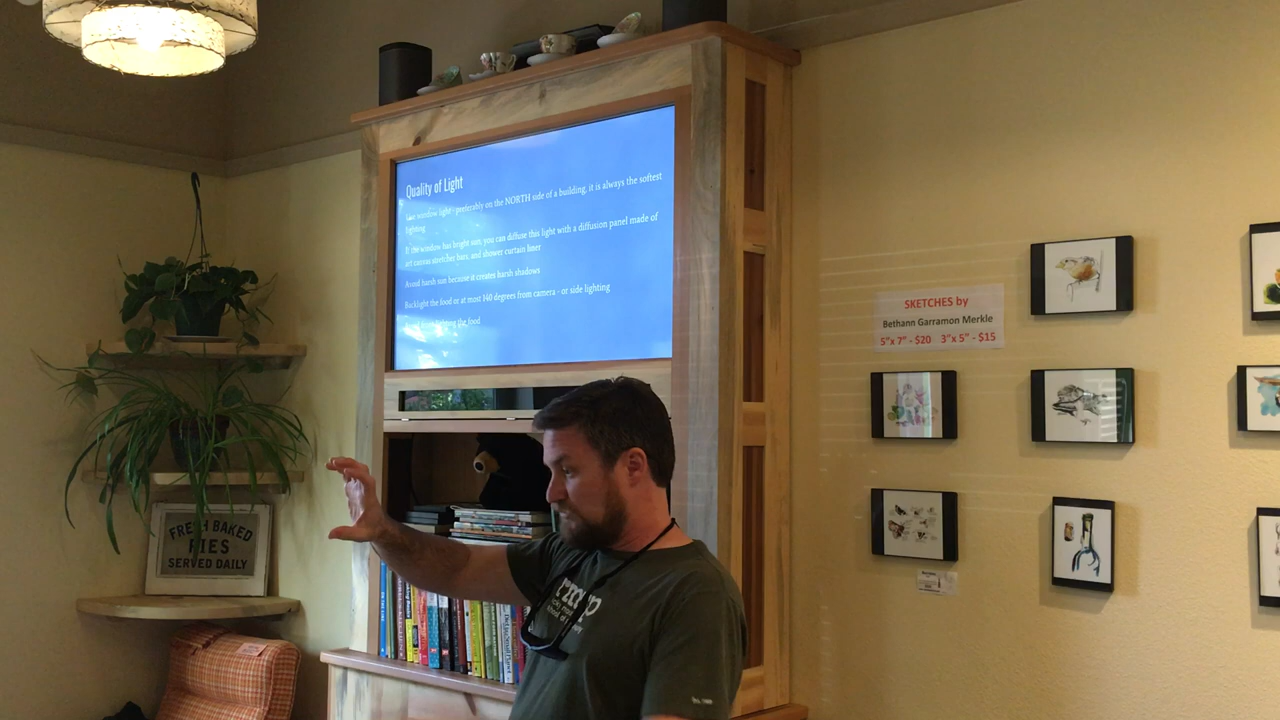 Quality of Light
Use window light - preferably on the NORTH side of a building, it is always the softest
lighting
If the window has bright sun, you can diffuse this light with a diffusion panel made of
art canvas stretcher bars, and shower curtain liner
Avoid harsh sun because it creates harsh shadows
Backlight the food or at most 140 degrees from camera - or side lighting
the food
SKETCHES by
Bethann Garramon Merkle
5"x 7" - $20 3"x 5" - $15
FRESH BAKED
PIES
SERVED DAILY